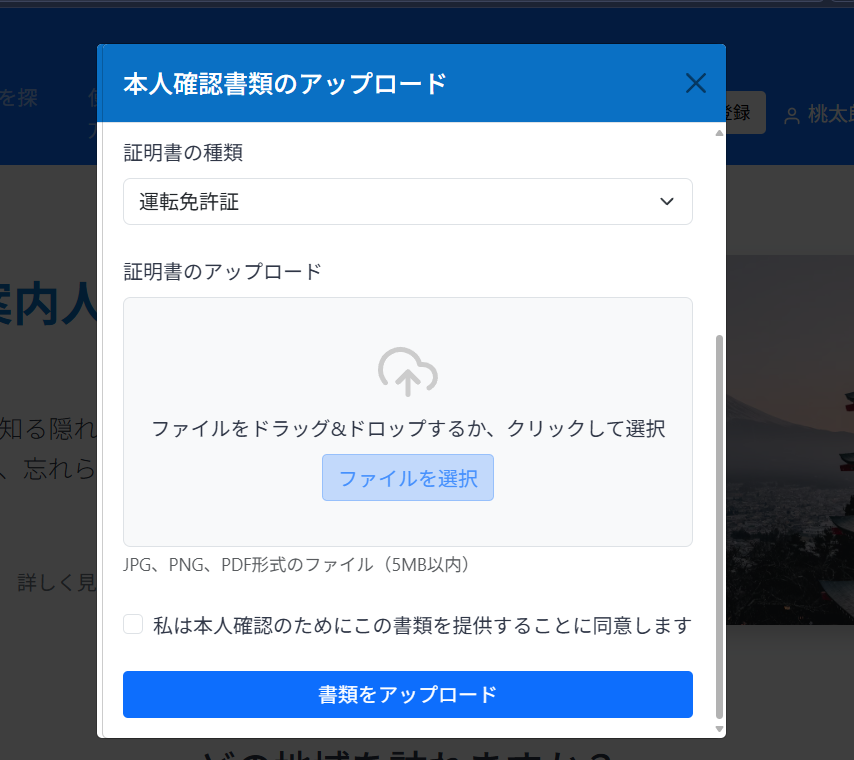 本人確認書類のアップロード
を探
登録
桃太郎
証明書の種類
運転免許証
証明書のアップロード
案内人
ファイルをドラッグ&ドロップするか、クリックして選択
知る隠れ
、忘れら
ファイルを選択
JPG、PNG、PDF形式のファイル（5MB以内）
詳しく見
私は本人確認のためにこの書類を提供することに同意します
書類をアップロード